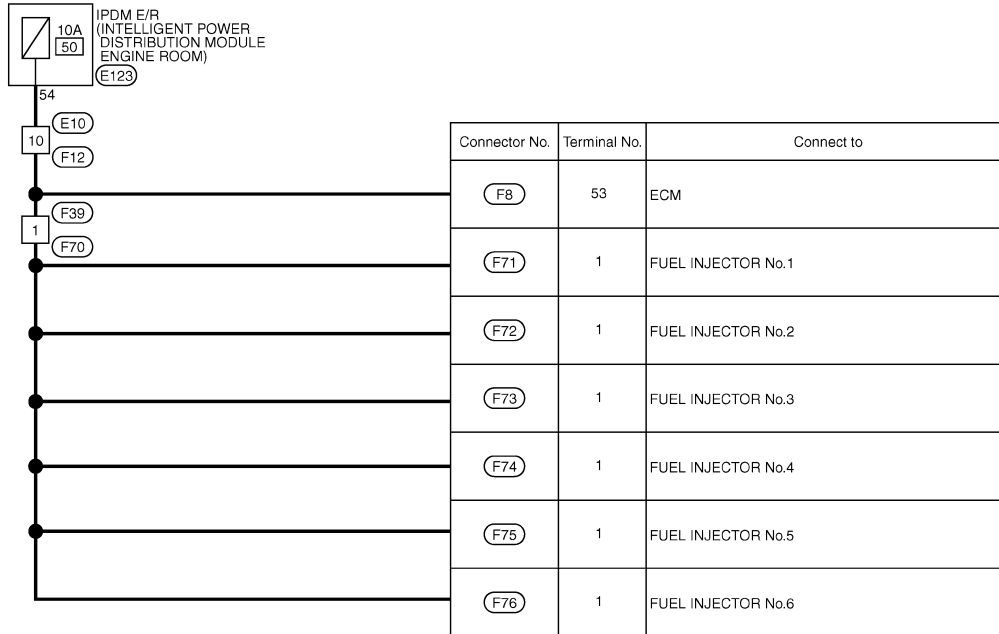 IPDM E/R
(INTELLIGENT POWER
DISTRIBUTION MODULE
ENGINE ROOM)
10A
50
E123
54
E10
10
F12
F39
1
F70
Connector No. Terminal No. Connect to
F8 53 ECM
F71 1 FUEL INJECTOR No.1
F72 1 FUEL INJECTOR No.2
F73 1 FUEL INJECTOR No.3
F74 1 FUEL INJECTOR No.4
F75 1 FUEL INJECTOR No.5
F76 1 FUEL INJECTOR No.6